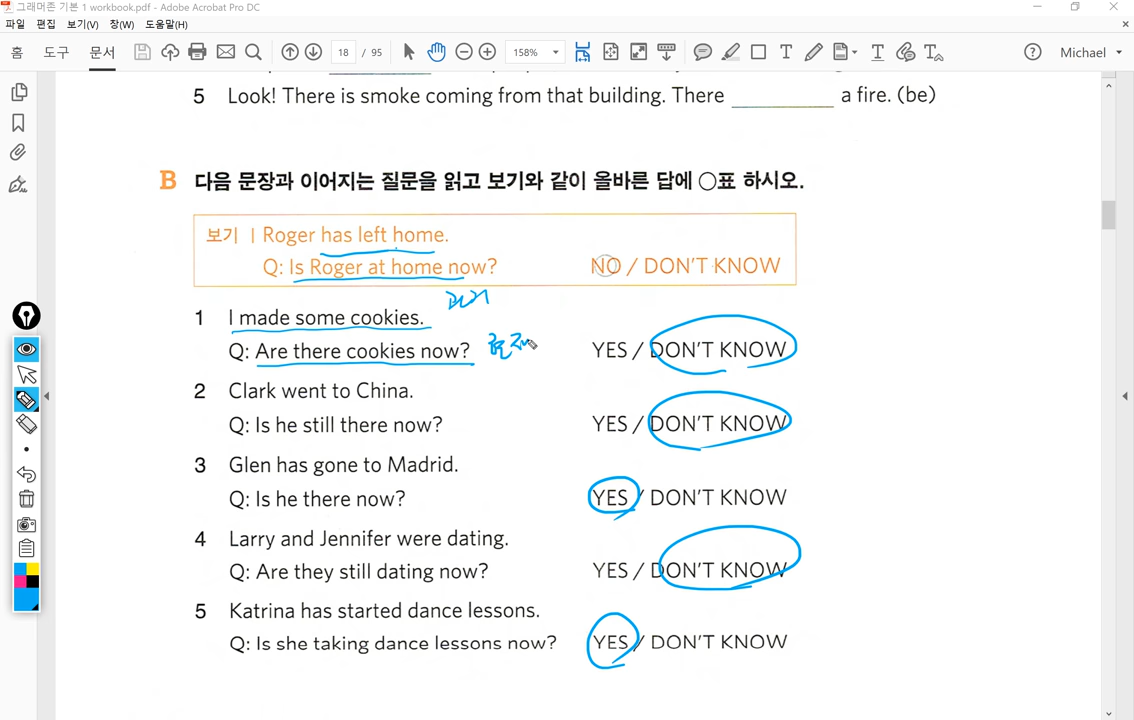 그래머존 기본 1 workbook.pdf - Adobe Acrobat Pro DC
파일 편집 보기(V) 창(W) 도움말(H)
홈 도구 문서 18 / 95 158% Michael
5 Look! There is smoke coming from that building. There __________ a fire. (be)
B 다음 문장과 이어지는 질문을 읽고 보기와 같이 올바른 답에 ○표 하시오.
보기 | Roger has left home.
Q: Is Roger at home now? NO / DON'T KNOW
과거
1 I made some cookies.
Q: Are there cookies now? 현재 YES / DON'T KNOW
2 Clark went to China.
Q: Is he still there now? YES / DON'T KNOW
3 Glen has gone to Madrid.
Q: Is he there now? YES / DON'T KNOW
4 Larry and Jennifer were dating.
Q: Are they still dating now? YES / DON'T KNOW
5 Katrina has started dance lessons.
Q: Is she taking dance lessons now? YES / DON'T KNOW